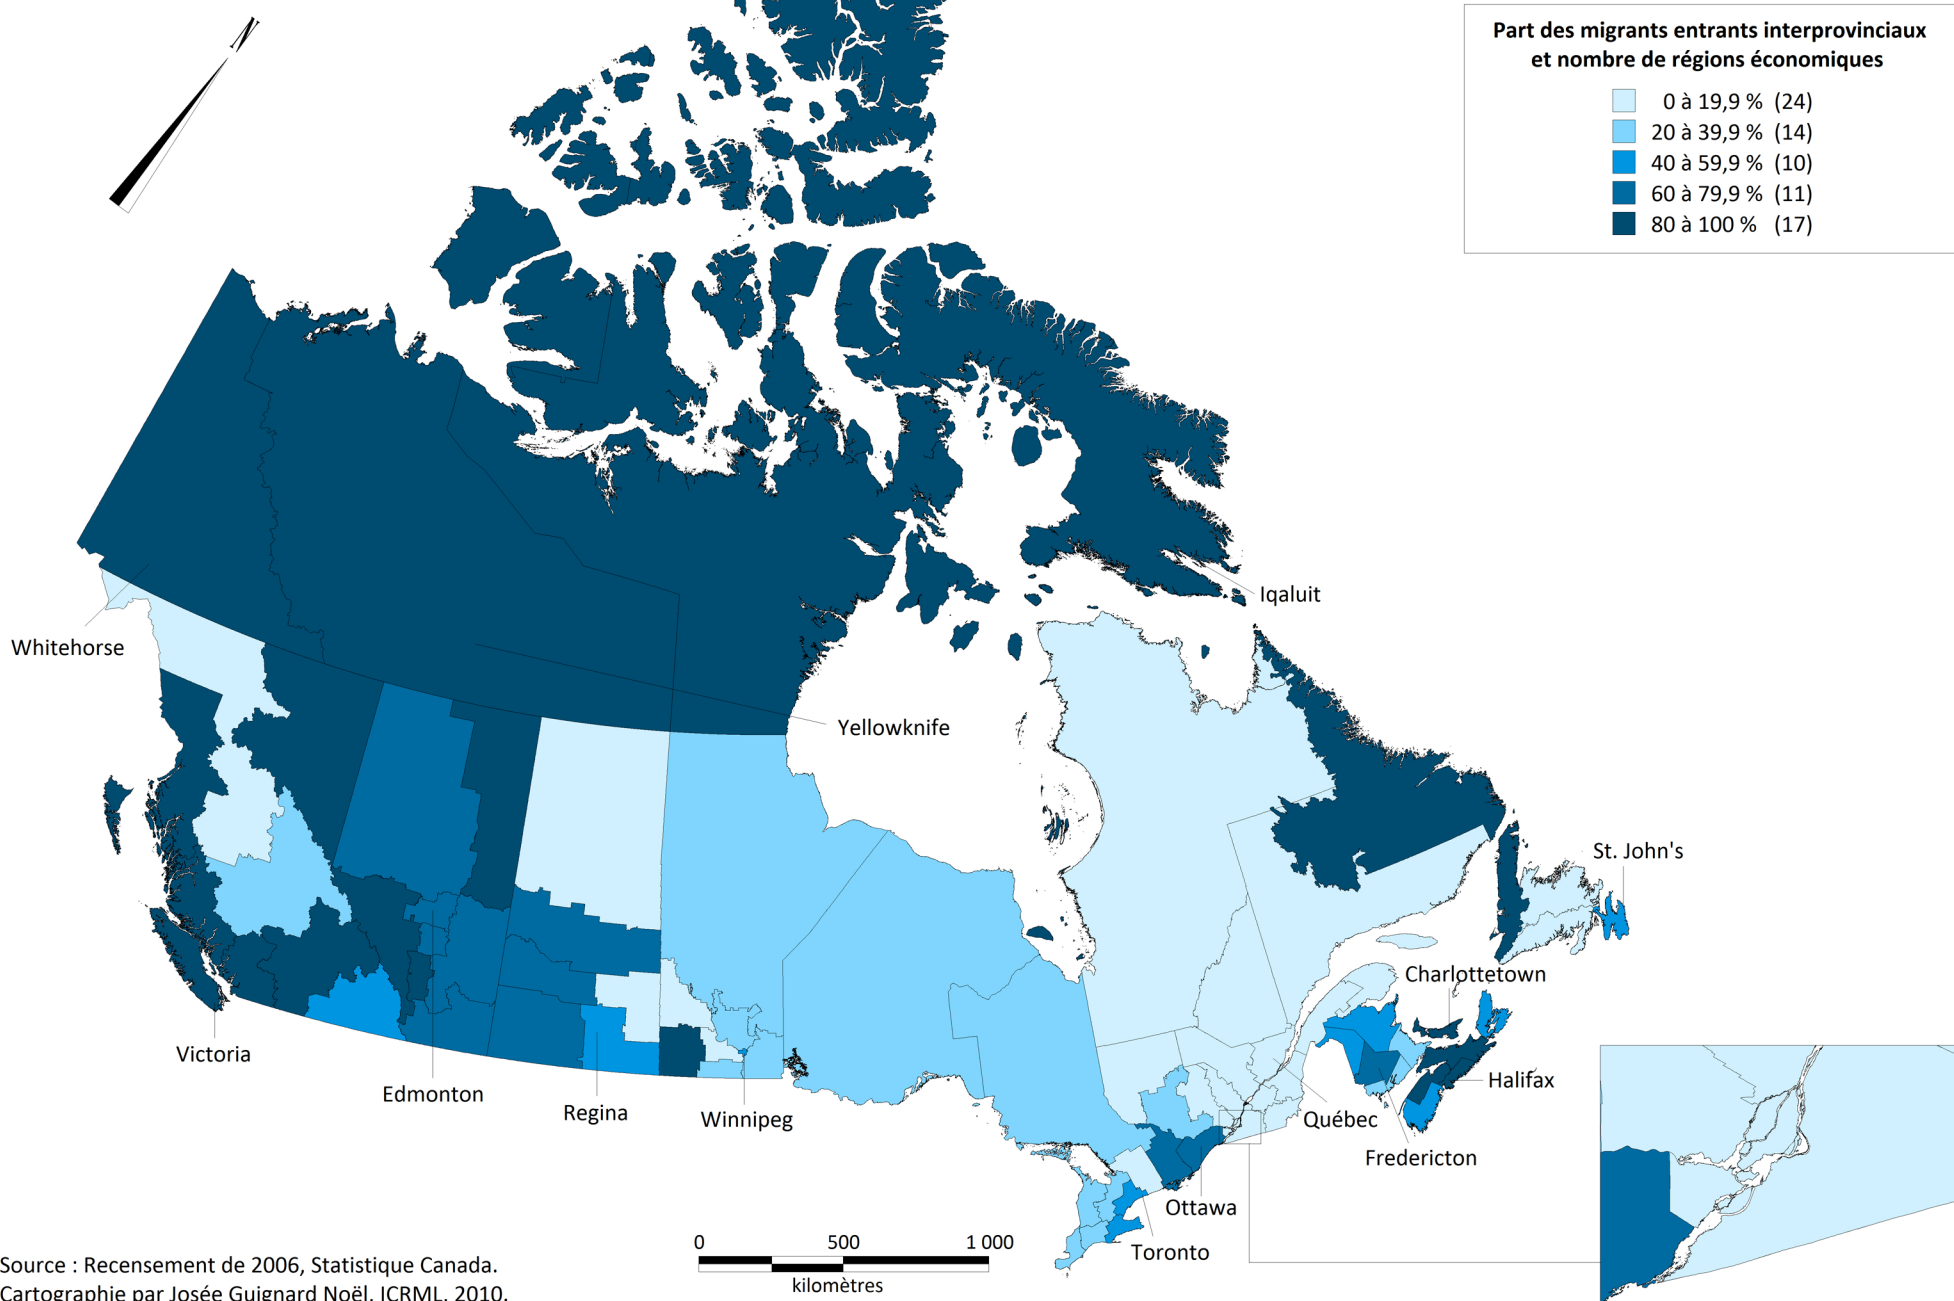 Part des migrants entrants interprovinciaux
et nombre de régions économiques
0 à 19,9 % (24)
20 à 39,9 % (14)
40 à 59,9 % (10)
60 à 79,9 % (11)
80 à 100 % (17)
Iqaluit
Whitehorse
Yellowknife
St. John's
Charlottetown
Victoria
Halifax
Edmonton
Regina
Winnipeg
Québec
Fredericton
Ottawa
Toronto
0 500 1 000
kilomètres
Source : Recensement de 2006, Statistique Canada.
Cartographie par Josée Guignard Noël, ICRML, 2010.